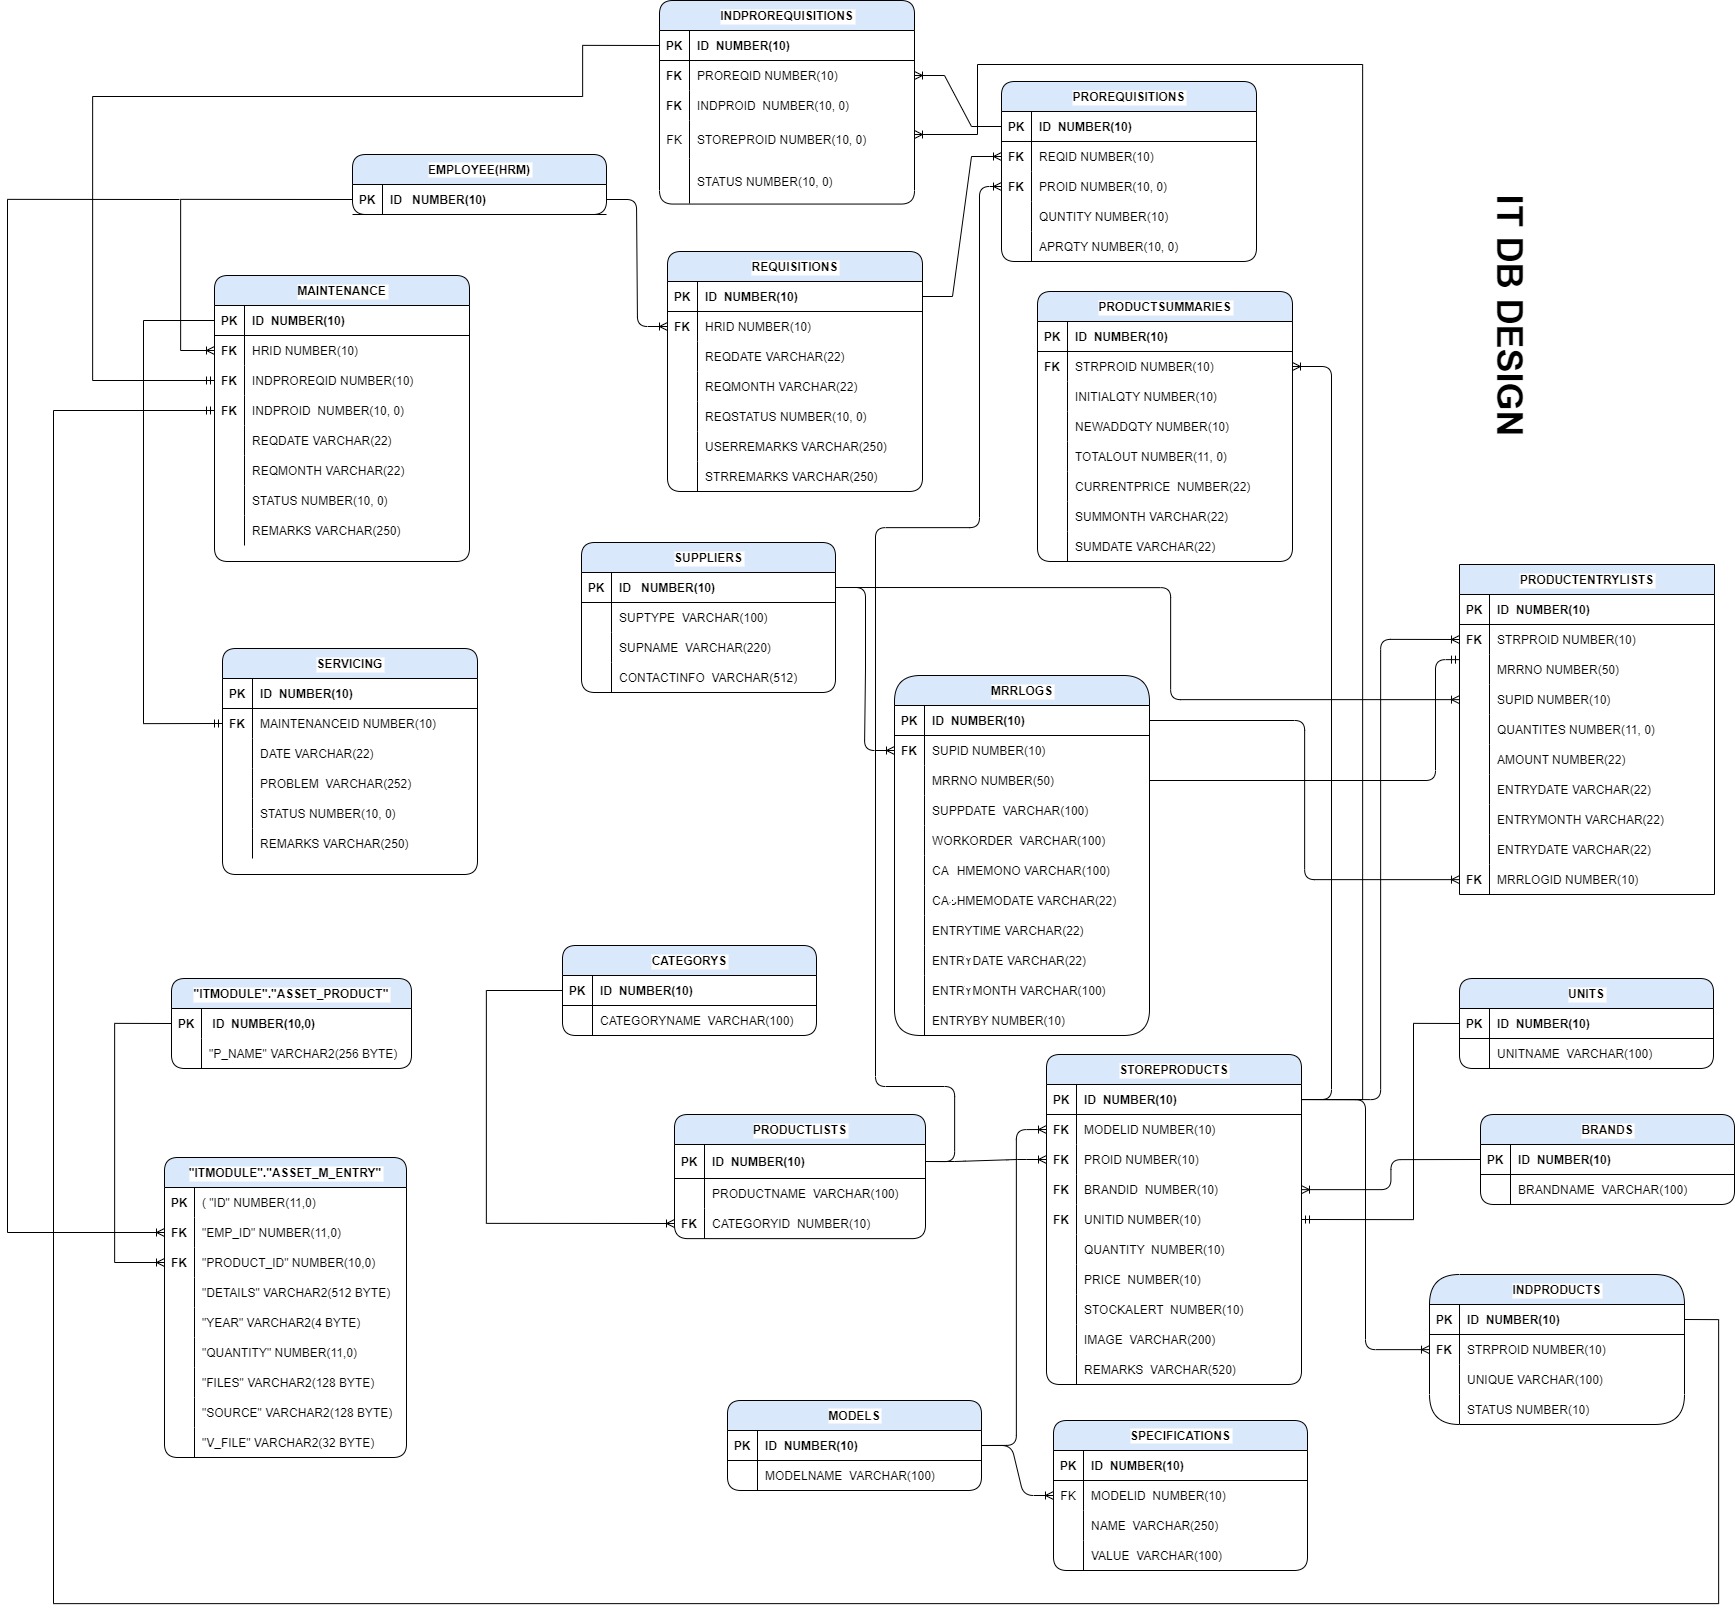 INDPROREQUISITIONS
PK ID NUMBER(10)
FK PROREQID NUMBER(10)
FK INDPROID NUMBER(10, 0)
FK STOREPROID NUMBER(10, 0)
STATUS NUMBER(10, 0)
PROREQUISITIONS
PK ID NUMBER(10)
FK REQID NUMBER(10)
FK PROID NUMBER(10, 0)
QUNTITY NUMBER(10)
APRQTY NUMBER(10, 0)
EMPLOYEE(HRM)
PK ID NUMBER(10)
IT DB DESIGN
MAINTENANCE
PK ID NUMBER(10)
FK HRID NUMBER(10)
FK INDPROREQID NUMBER(10)
FK INDPROID NUMBER(10, 0)
REQDATE VARCHAR(22)
REQMONTH VARCHAR(22)
STATUS NUMBER(10, 0)
REMARKS VARCHAR(250)
REQUISITIONS
PK ID NUMBER(10)
FK HRID NUMBER(10)
REQDATE VARCHAR(22)
REQMONTH VARCHAR(22)
REQSTATUS NUMBER(10, 0)
USERREMARKS VARCHAR(250)
STRREMARKS VARCHAR(250)
PRODUCTSUMMARIES
PK ID NUMBER(10)
FK STRPROID NUMBER(10)
INITIALQTY NUMBER(10)
NEWADDQTY NUMBER(10)
TOTALOUT NUMBER(11, 0)
CURRENTPRICE NUMBER(22)
SUMMONTH VARCHAR(22)
SUMDATE VARCHAR(22)
SUPPLIERS
PK ID NUMBER(10)
SUPTYPE VARCHAR(100)
SUPNAME VARCHAR(220)
CONTACTINFO VARCHAR(512)
PRODUCTENTRYLISTS
PK ID NUMBER(10)
FK STRPROID NUMBER(10)
MRRNO NUMBER(50)
SUPID NUMBER(10)
QUANTITES NUMBER(11, 0)
AMOUNT NUMBER(22)
ENTRYDATE VARCHAR(22)
ENTRYMONTH VARCHAR(22)
ENTRYDATE VARCHAR(22)
FK MRRLOGID NUMBER(10)
SERVICING
PK ID NUMBER(10)
FK MAINTENANCEID NUMBER(10)
DATE VARCHAR(22)
PROBLEM VARCHAR(252)
STATUS NUMBER(10, 0)
REMARKS VARCHAR(250)
MRRLOGS
PK ID NUMBER(10)
FK SUPID NUMBER(10)
MRRNO NUMBER(50)
SUPPDATE VARCHAR(100)
WORKORDER VARCHAR(100)
CA HMEMONO VARCHAR(100)
CASHMEMODATE VARCHAR(22)
ENTRYTIME VARCHAR(22)
ENTRYDATE VARCHAR(22)
ENTRYMONTH VARCHAR(100)
ENTRYBY NUMBER(10)
CATEGORYS
PK ID NUMBER(10)
CATEGORYNAME VARCHAR(100)
"ITMODULE"."ASSET_PRODUCT"
PK ID NUMBER(10,0)
"P_NAME" VARCHAR2(256 BYTE)
UNITS
PK ID NUMBER(10)
UNITNAME VARCHAR(100)
STOREPRODUCTS
PK ID NUMBER(10)
FK MODELID NUMBER(10)
FK PROID NUMBER(10)
FK BRANDID NUMBER(10)
FK UNITID NUMBER(10)
QUANTITY NUMBER(10)
PRICE NUMBER(10)
STOCKALERT NUMBER(10)
IMAGE VARCHAR(200)
REMARKS VARCHAR(520)
PRODUCTLISTS
PK ID NUMBER(10)
PRODUCTNAME VARCHAR(100)
FK CATEGORYID NUMBER(10)
BRANDS
PK ID NUMBER(10)
BRANDNAME VARCHAR(100)
"ITMODULE"."ASSET_M_ENTRY"
PK ( "ID" NUMBER(11,0)
FK "EMP_ID" NUMBER(11,0)
FK "PRODUCT_ID" NUMBER(10,0)
"DETAILS" VARCHAR2(512 BYTE)
"YEAR" VARCHAR2(4 BYTE)
"QUANTITY" NUMBER(11,0)
"FILES" VARCHAR2(128 BYTE)
"SOURCE" VARCHAR2(128 BYTE)
"V_FILE" VARCHAR2(32 BYTE)
INDPRODUCTS
PK ID NUMBER(10)
FK STRPROID NUMBER(10)
UNIQUE VARCHAR(100)
STATUS NUMBER(10)
MODELS
PK ID NUMBER(10)
MODELNAME VARCHAR(100)
SPECIFICATIONS
PK ID NUMBER(10)
FK MODELID NUMBER(10)
NAME VARCHAR(250)
VALUE VARCHAR(100)